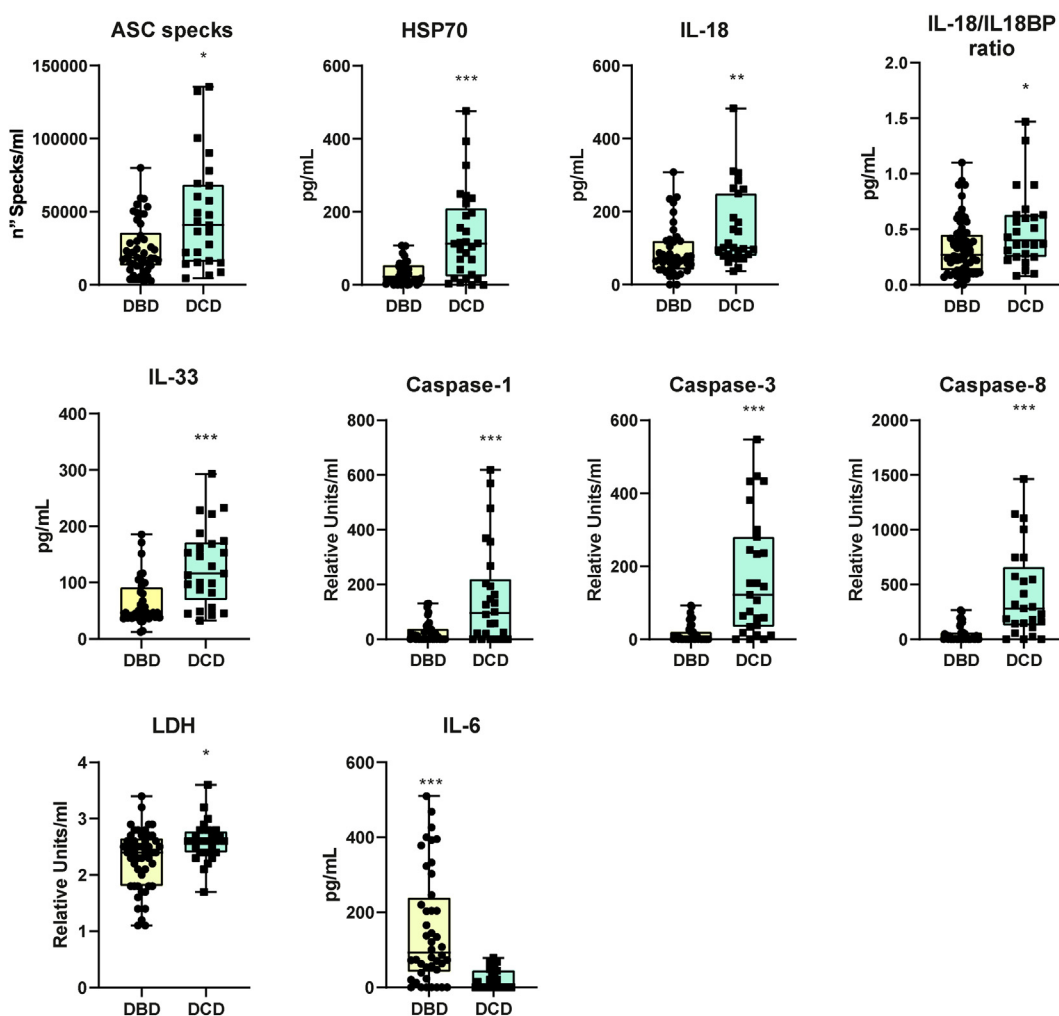 ASC specks
*
150000
100000
50000
0
n'' Specks/ml
DBD DCD
HSP70
***
600
400
200
0
pg/mL
DBD DCD
IL-18
**
600
400
200
0
pg/mL
DBD DCD
IL-18/IL18BP
ratio
*
2.0
1.5
1.0
0.5
0.0
pg/mL
DBD DCD
IL-33
***
400
300
200
100
0
pg/mL
DBD DCD
Caspase-1
***
800
600
400
200
0
Relative Units/ml
DBD DCD
Caspase-3
***
600
400
200
0
Relative Units/ml
DBD DCD
Caspase-8
***
2000
1500
1000
500
0
Relative Units/ml
DBD DCD
LDH
*
4
3
2
1
0
Relative Units/ml
DBD DCD
IL-6
***
600
400
200
0
pg/mL
DBD DCD